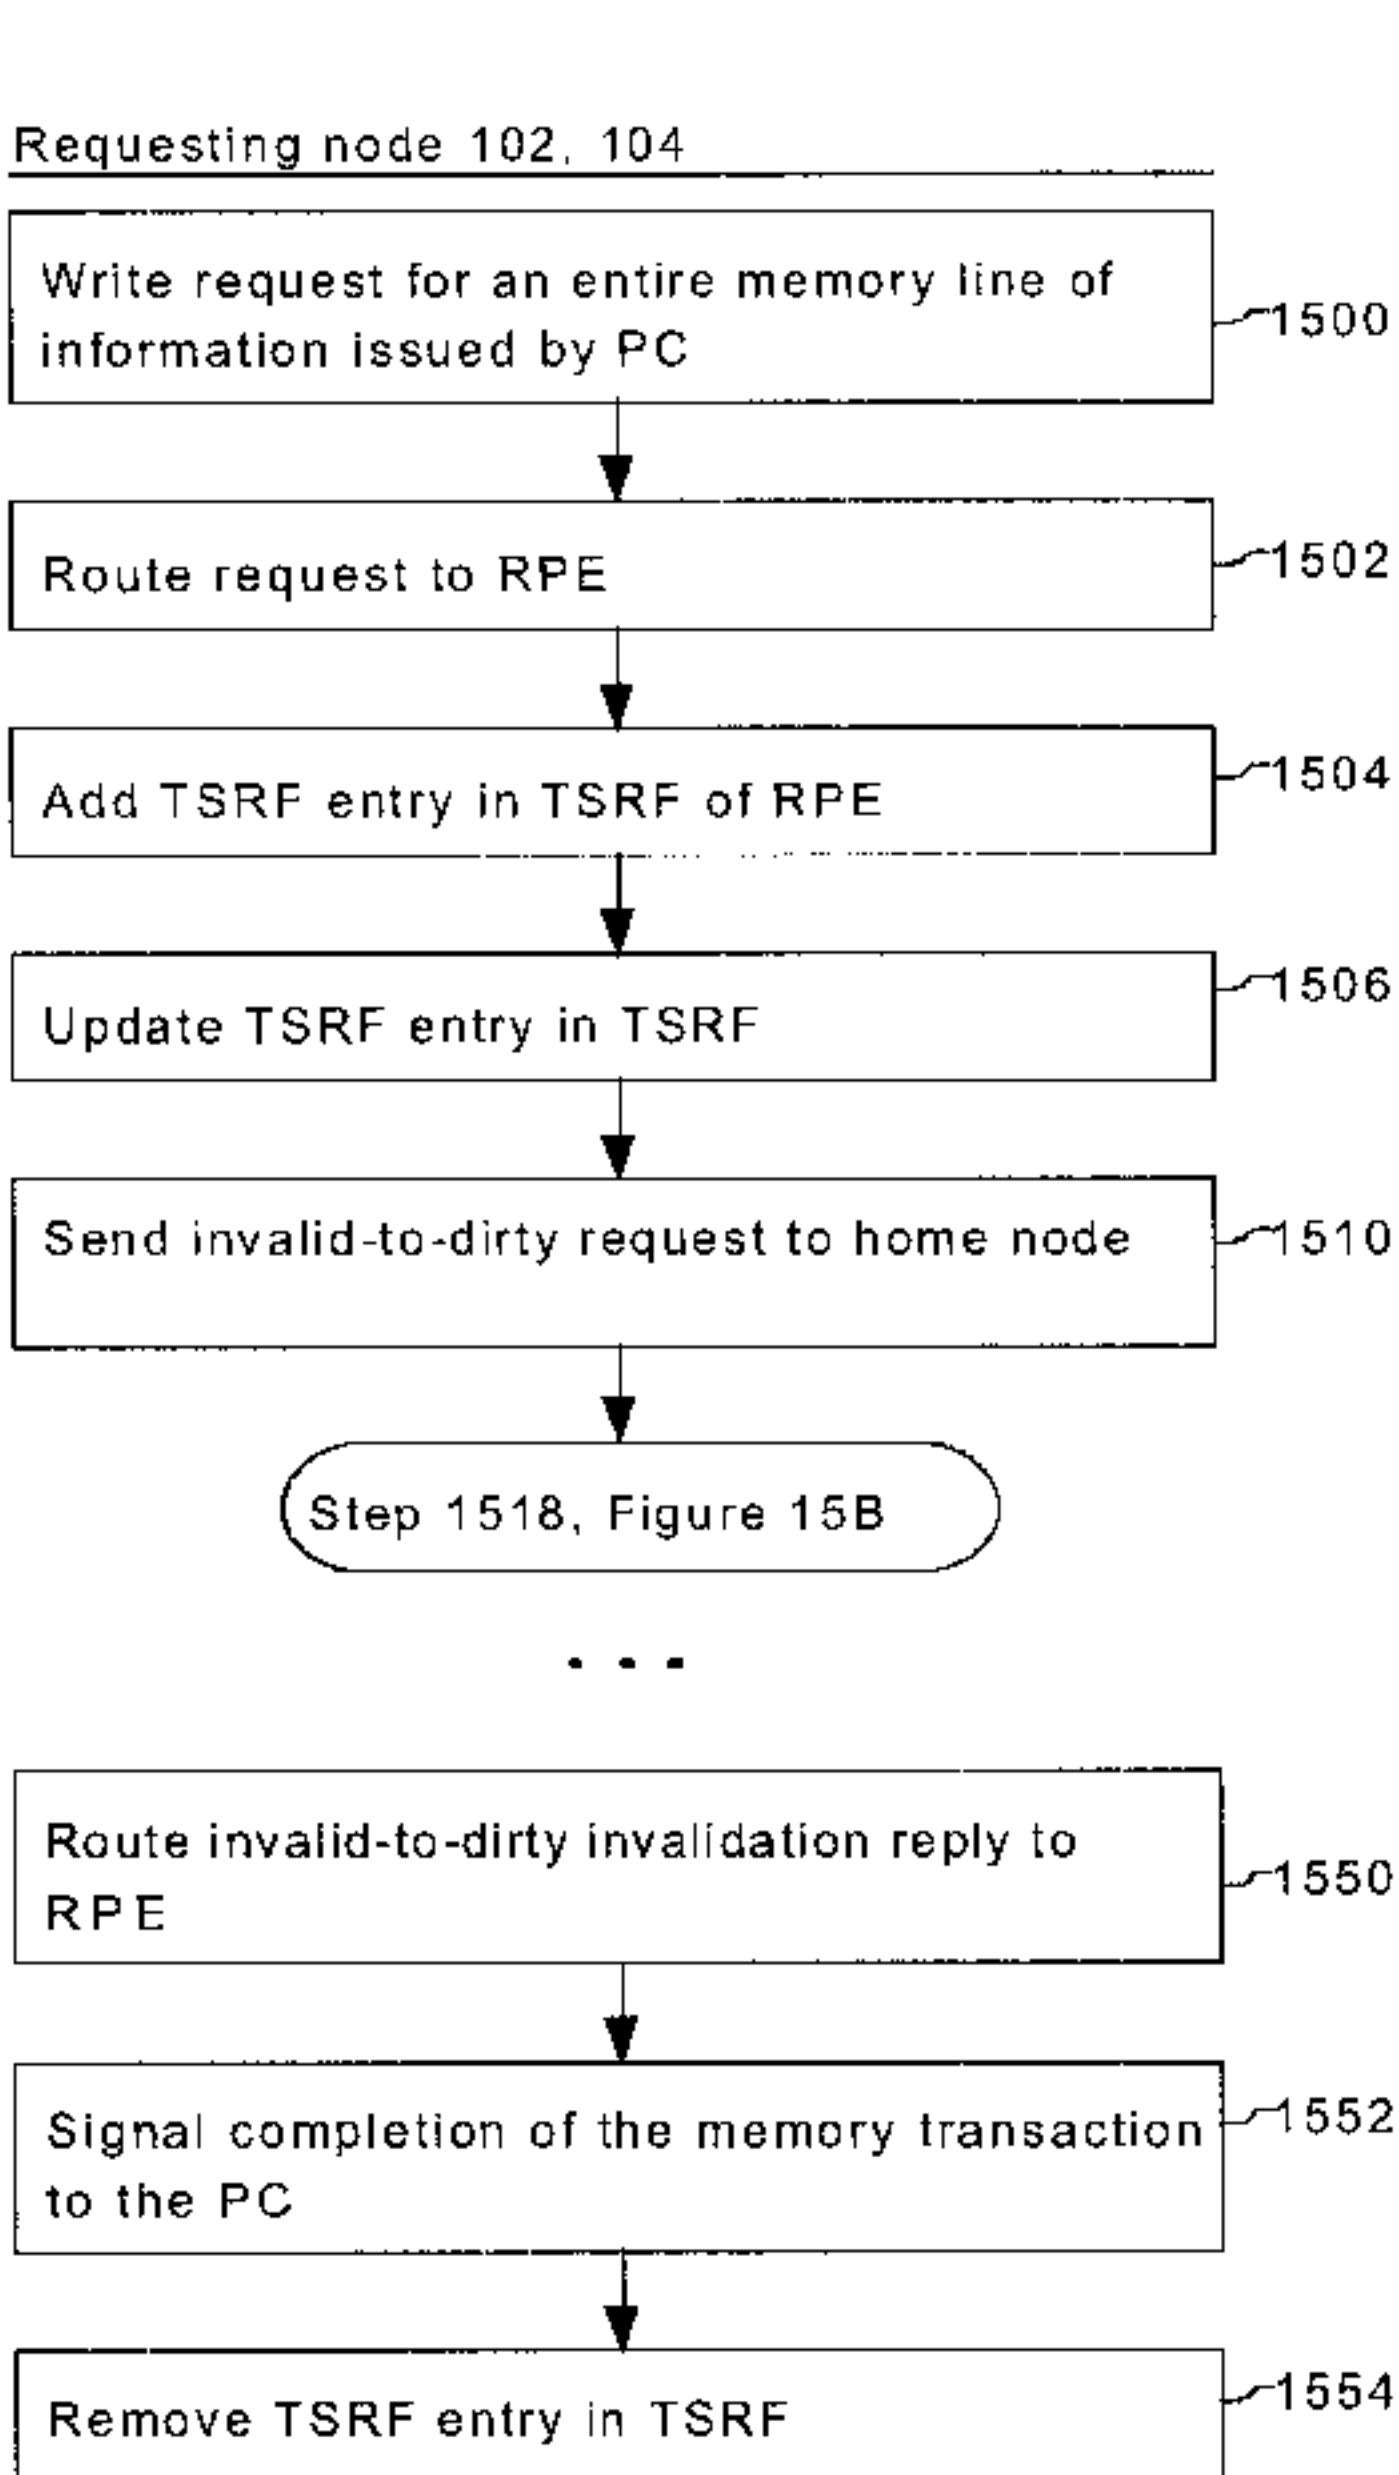 Requesting node 102, 104
Write request for an entire memory line of
information issued by PC
1500
Route request to RPE
1502
Add TSRF entry in TSRF of RPE
1504
Update TSRF entry in TSRF
1506
Send invalid-to-dirty request to home node
1510
Step 1518, Figure 15B
. . .
Route invalid-to-dirty invalidation reply to
RPE
1550
Signal completion of the memory transaction
to the PC
1552
Remove TSRF entry in TSRF
1554